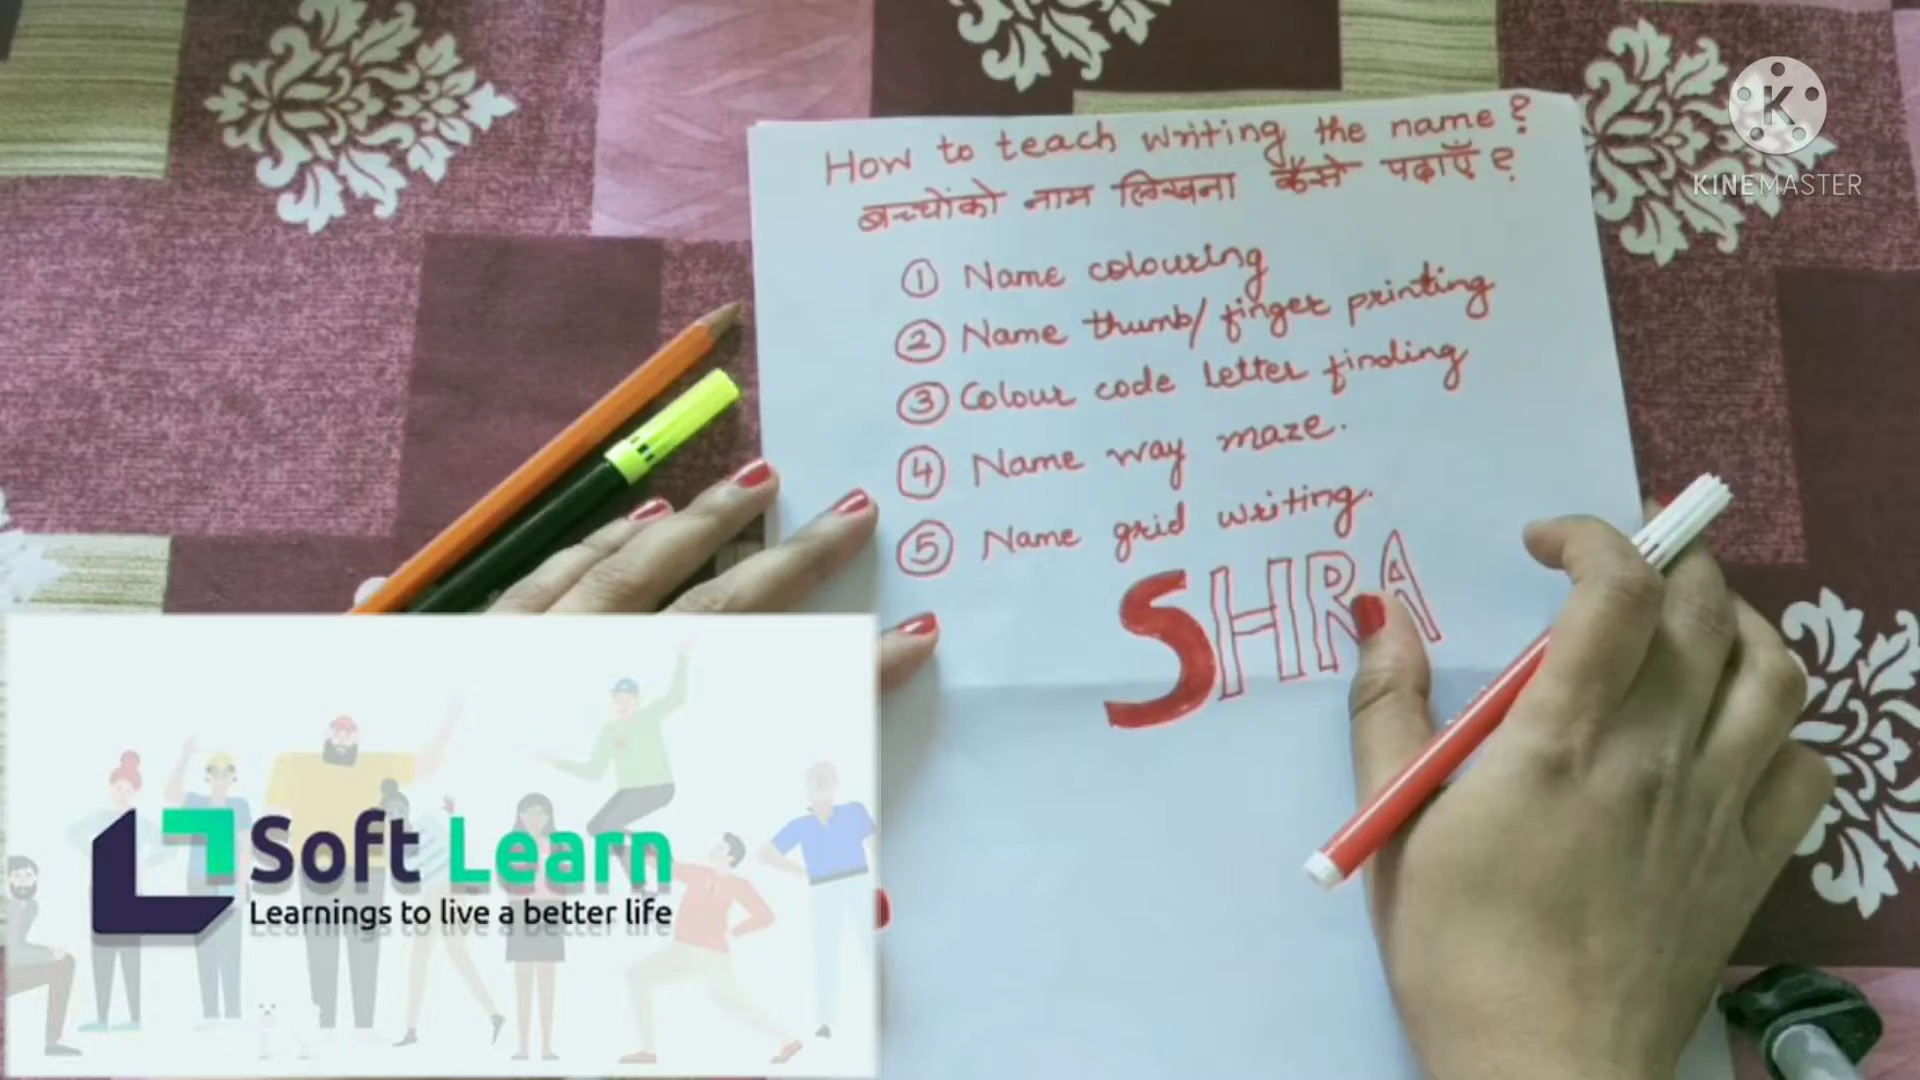 How to teach writing the name?
बच्चोंको नाम लिखना कैसे पढाएँ?
① Name colouring
② Name thumb/finger printing
③ Colour code letter finding
④ Name way maze.
⑤ Name grid writing.
SHRA
K
KINEMASTER
Soft Learn
Learnings to live a better life